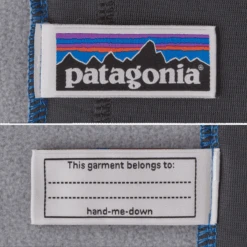 patagonia
This garment belongs to:
hand-me-down